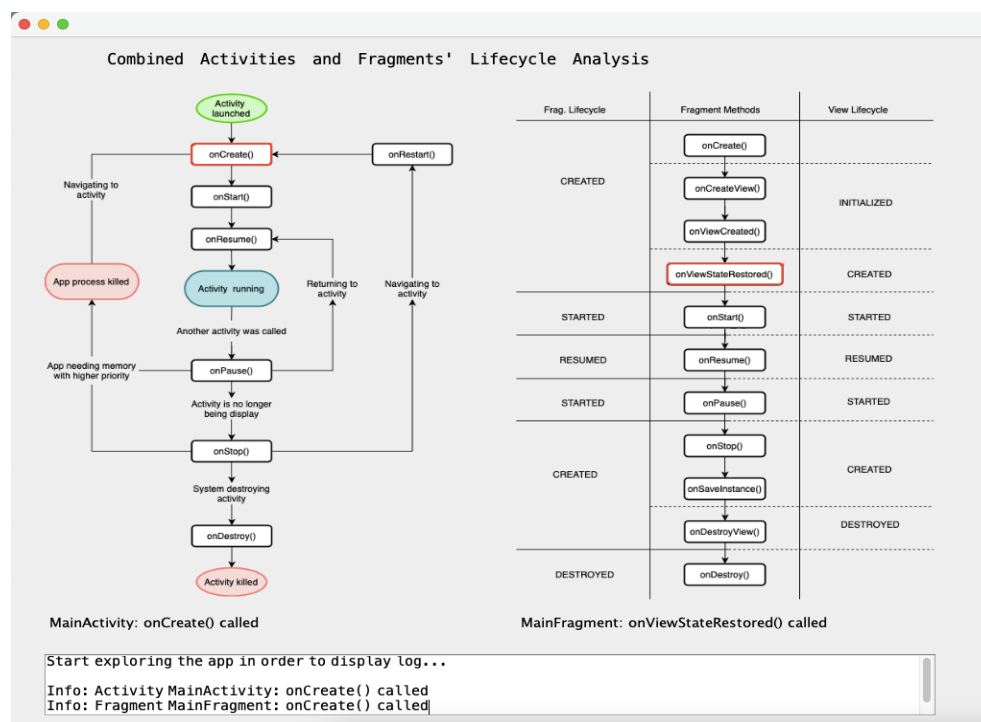 Combined Activities and Fragments' Lifecycle Analysis
Activity
launched
onCreate()
onRestart()
Navigating to
activity
onStart()
onResume()
App process killed
Activity running
Returning to
activity
Navigating to
activity
Another activity was called
App needing memory
with higher priority
onPause()
Activity is no longer
being display
onStop()
System destroying
activity
onDestroy()
Activity killed
MainActivity: onCreate() called
Frag. Lifecycle
Fragment Methods
View Lifecycle
onCreate()
CREATED
onCreateView()
INITIALIZED
onViewCreated()
onViewStateRestored()
CREATED
STARTED
onStart()
STARTED
RESUMED
onResume()
RESUMED
STARTED
onPause()
STARTED
onStop()
CREATED
CREATED
onSaveInstance()
onDestroyView()
DESTROYED
DESTROYED
onDestroy()
MainFragment: onViewStateRestored() called
Start exploring the app in order to display log...
Info: Activity MainActivity: onCreate() called
Info: Fragment MainFragment: onCreate() called